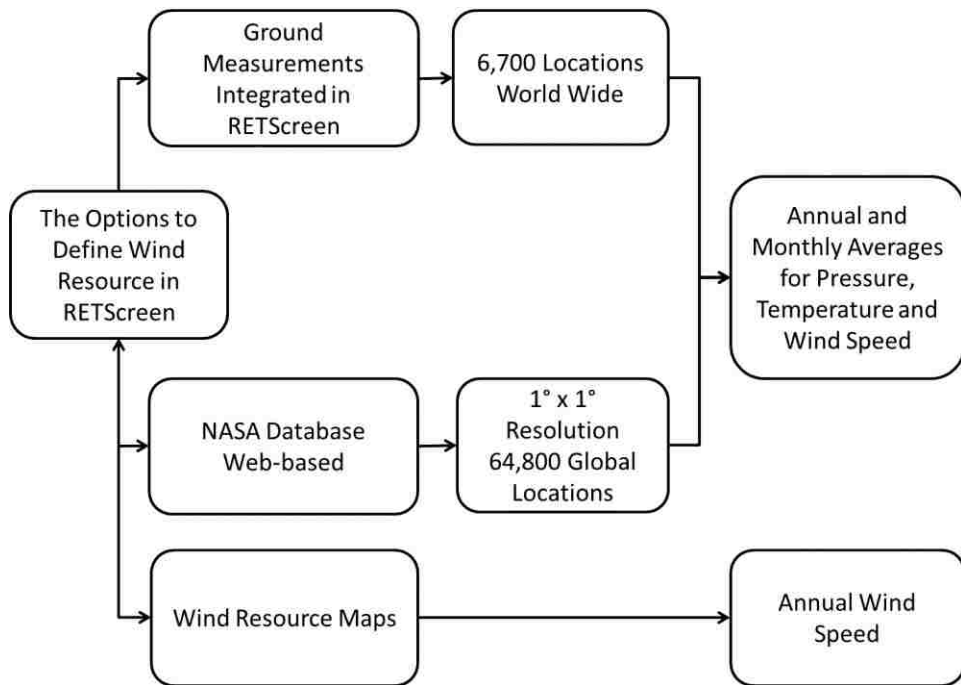 Ground
Measurements
Integrated in
RETScreen
6,700 Locations
World Wide
The Options to
Define Wind
Resource in
RETScreen
Annual and
Monthly Averages
for Pressure,
Temperature and
Wind Speed
NASA Database
Web-based
1° x 1°
Resolution
64,800 Global
Locations
Wind Resource Maps
Annual Wind
Speed